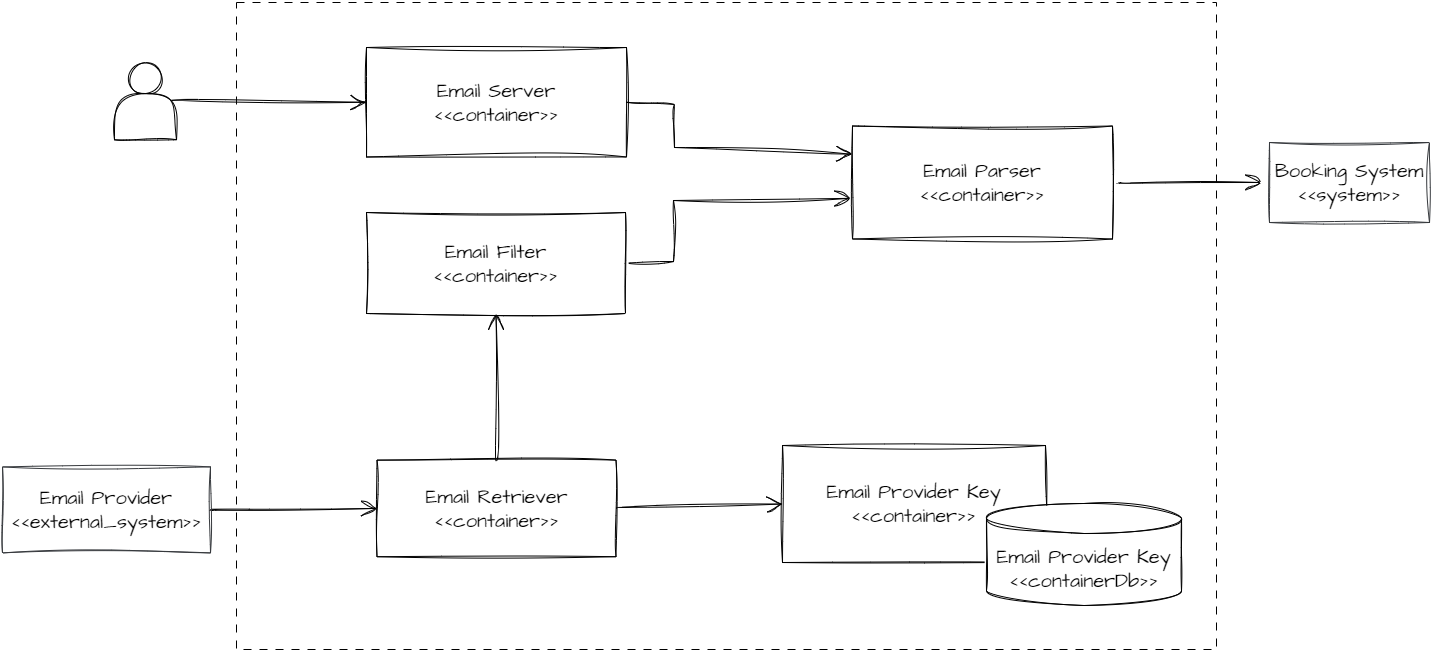 Email Server
<<container>>
Email Parser
<<container>>
Booking System
<<system>>
Email Filter
<<container>>
Email Provider
<<external_system>>
Email Retriever
<<container>>
Email Provider Key
<<container>>
Email Provider Key
<<containerDb>>